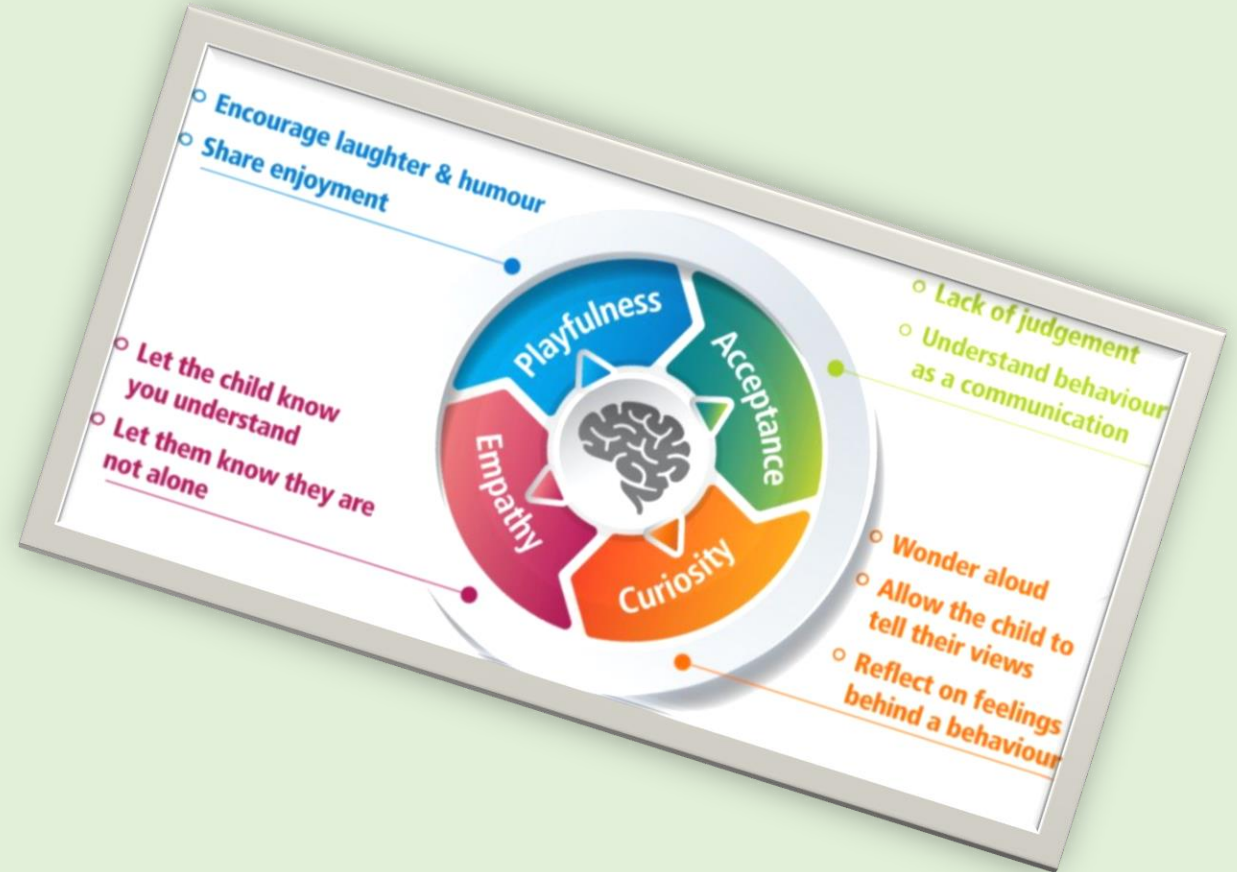 Encourage laughter & humour
Share enjoyment
Playfulness
Acceptance
Lack of judgement
Understand behaviour
as a communication
Let the child know
you understand
Let them know they are
not alone
Empathy
Curiosity
Wonder aloud
Allow the child to
tell their views
Reflect on feelings
behind a behaviour